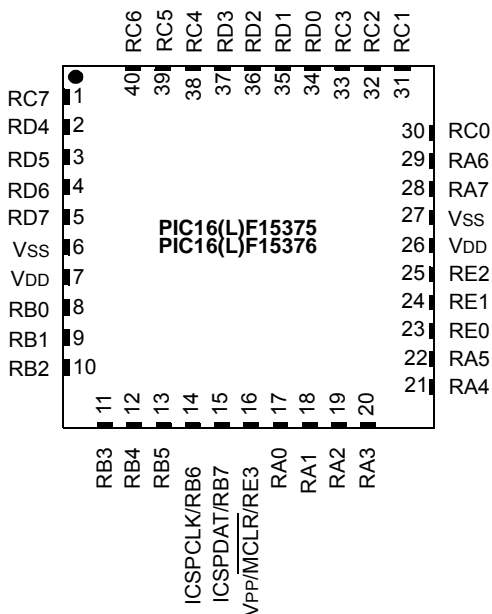 RC6
RC5
RC4
RD3
RD2
RD1
RD0
RC3
RC2
RC1
40
39
38
37
36
35
34
33
32
31
RC7 1
RD4 2
RD5 3
RD6 4
RD7 5
VSS 6
VDD 7
RB0 8
RB1 9
RB2 10
PIC16(L)F15375
PIC16(L)F15376
30 RC0
29 RA6
28 RA7
27 VSS
26 VDD
25 RE2
24 RE1
23 RE0
22 RA5
21 RA4
11
12
13
14
15
16
17
18
19
20
RB3
RB4
RB5
ICSPCLK/RB6
ICSPDAT/RB7
VPP/MCLR/RE3
RA0
RA1
RA2
RA3